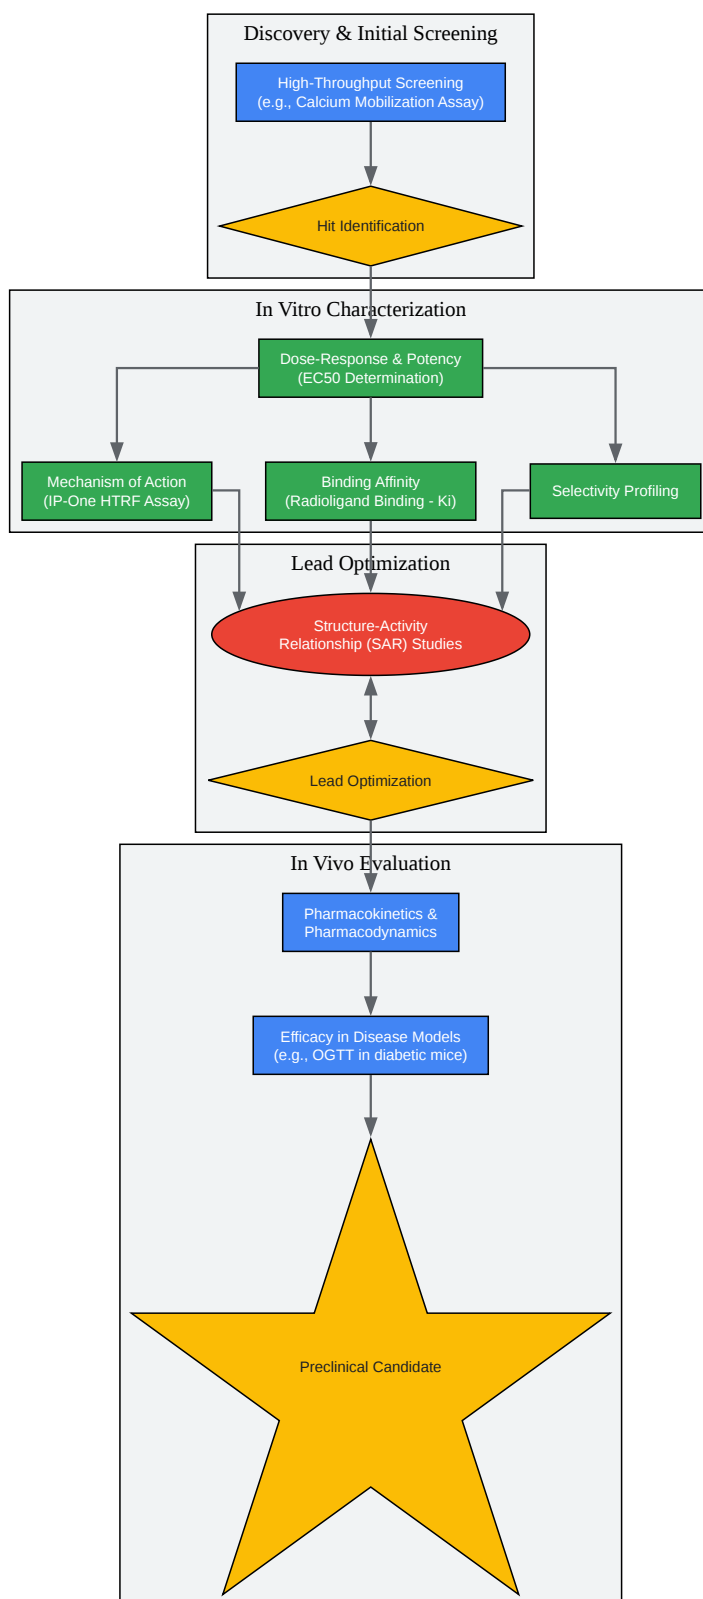 Discovery & Initial Screening
High-Throughput Screening
(e.g., Calcium Mobilization Assay)
Hit Identification
In Vitro Characterization
Dose-Response & Potency
(EC50 Determination)
Mechanism of Action
(IP-One HTRF Assay)
Binding Affinity
(Radioligand Binding - Ki)
Selectivity Profiling
Lead Optimization
Structure-Activity
Relationship (SAR) Studies
Lead Optimization
In Vivo Evaluation
Pharmacokinetics &
Pharmacodynamics
Efficacy in Disease Models
(e.g., OGTT in diabetic mice)
Preclinical Candidate